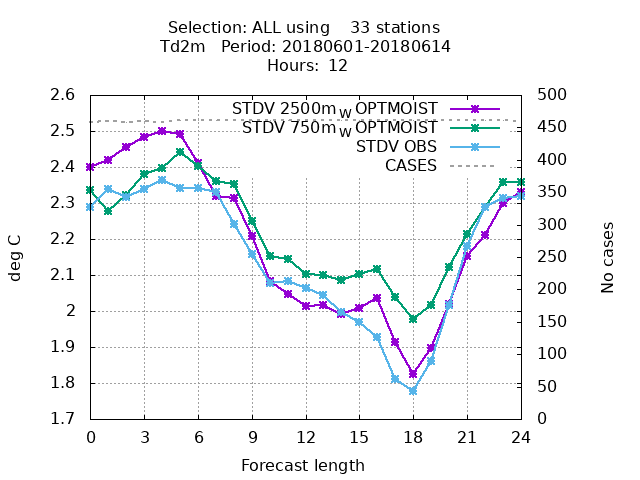 Selection: ALL using    33 stations
Td2m   Period: 20180601-20180614
Hours:  12
STDV 2500m_W OPTMOIST
STDV 750m_W OPTMOIST
STDV OBS
CASES
2.6
2.5
2.4
2.3
2.2
2.1
2
1.9
1.8
1.7
deg C
500
450
400
350
300
250
200
150
100
50
0
No cases
0 3 6 9 12 15 18 21 24
Forecast length